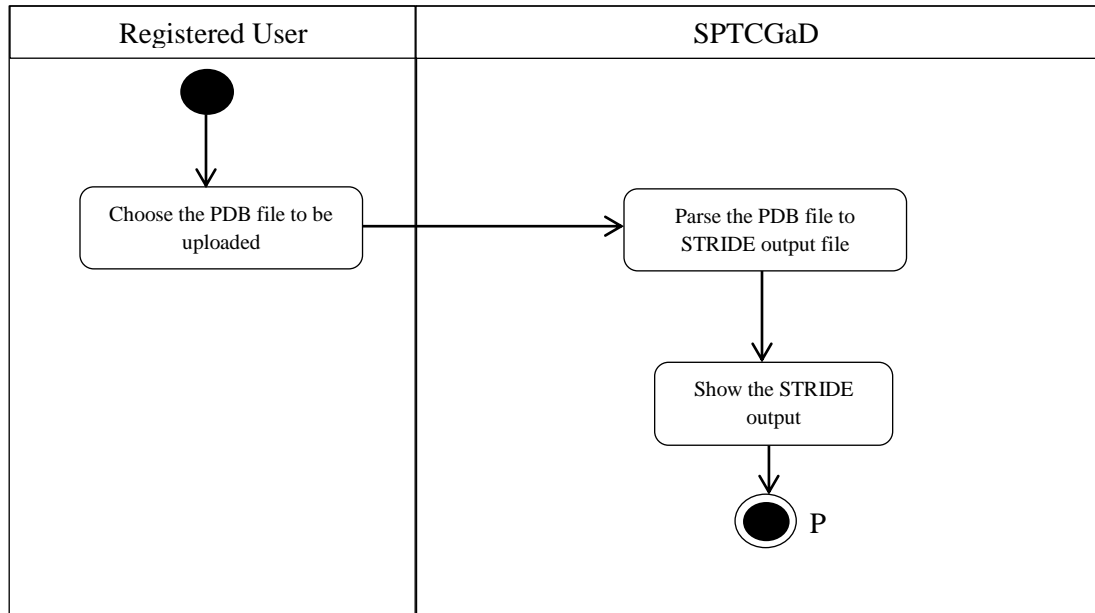 Registered User
SPTCGaD
Choose the PDB file to be
uploaded
Parse the PDB file to
STRIDE output file
Show the STRIDE
output
P